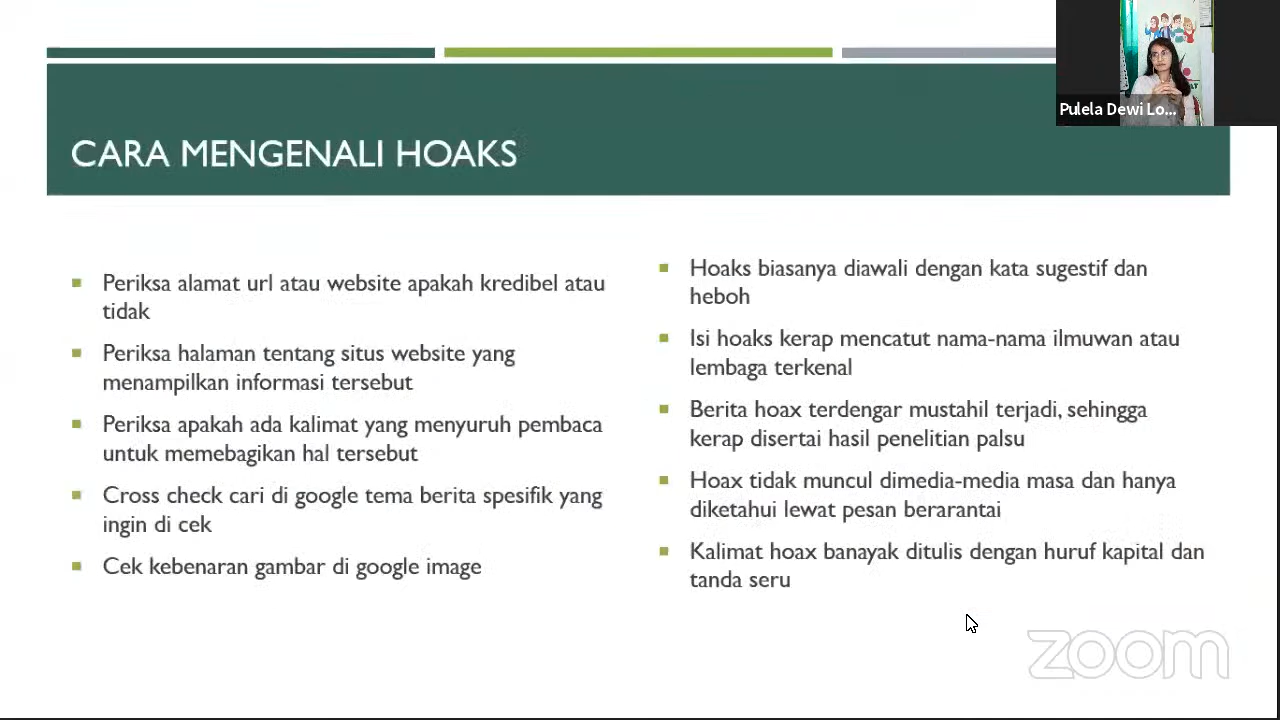 Pulela Dewi Lo...
CARA MENGENALI HOAKS
Periksa alamat url atau website apakah kredibel atau
tidak
Periksa halaman tentang situs website yang
menampilkan informasi tersebut
Periksa apakah ada kalimat yang menyuruh pembaca
untuk memebagikan hal tersebut
Cross check cari di google tema berita spesifik yang
ingin di cek
Cek kebenaran gambar di google image
Hoaks biasanya diawali dengan kata sugestif dan
heboh
Isi hoaks kerap mencatut nama-nama ilmuwan atau
lembaga terkenal
Berita hoax terdengar mustahil terjadi, sehingga
kerap disertai hasil penelitian palsu
Hoax tidak muncul dimedia-media masa dan hanya
diketahui lewat pesan berarantai
Kalimat hoax banayak ditulis dengan huruf kapital dan
tanda seru
zoom